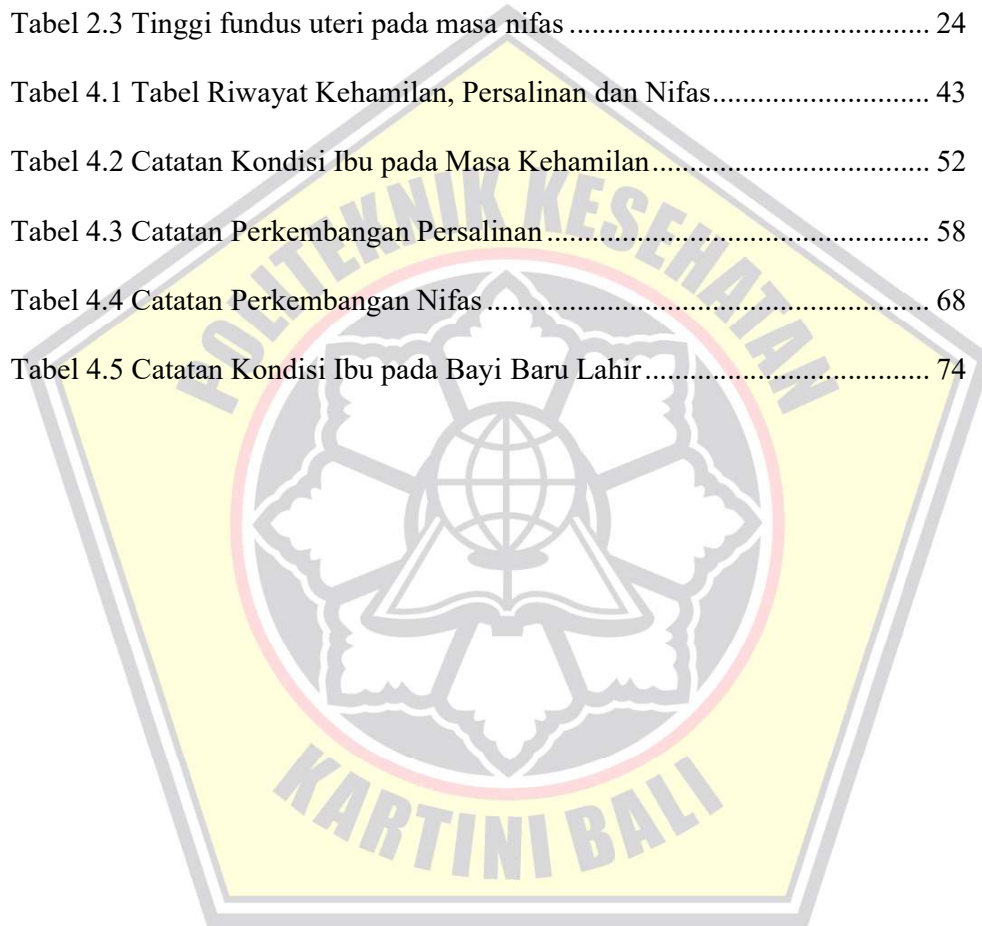 Tabel 2.3 Tinggi fundus uteri pada masa nifas ............................................... 24
Tabel 4.1 Tabel Riwayat Kehamilan, Persalinan dan Nifas............................. 43
Tabel 4.2 Catatan Kondisi Ibu pada Masa Kehamilan..................................... 52
Tabel 4.3 Catatan Perkembangan Persalinan.................................................. 58
Tabel 4.4 Catatan Perkembangan Nifas .......................................................... 68
Tabel 4.5 Catatan Kondisi Ibu pada Bayi Baru Lahir...................................... 74
POLITEKNIK KESEHATAN
KARTINI BALI